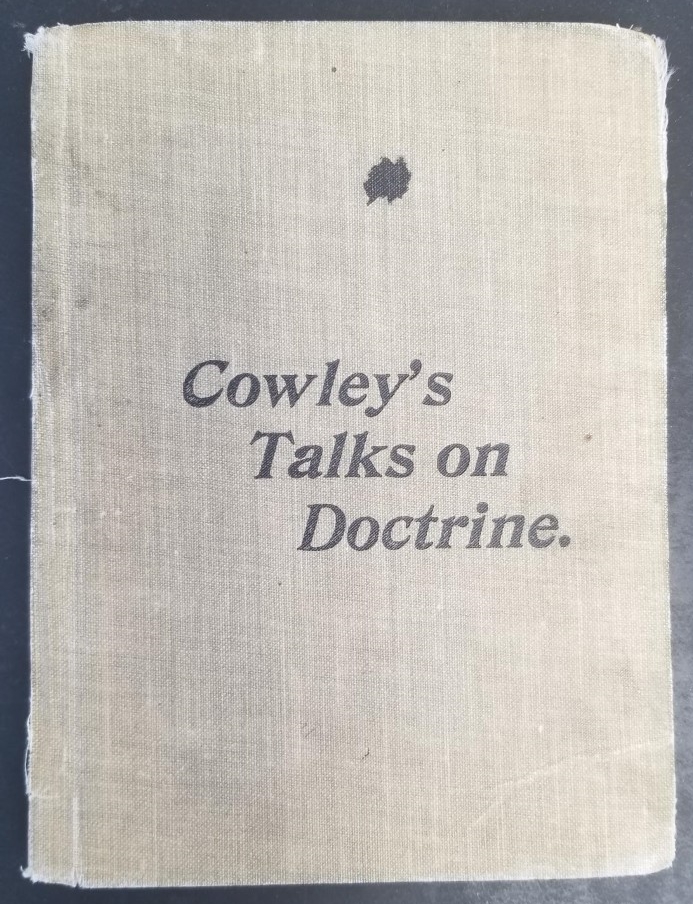 Cowley's
Talks on
Doctrine.